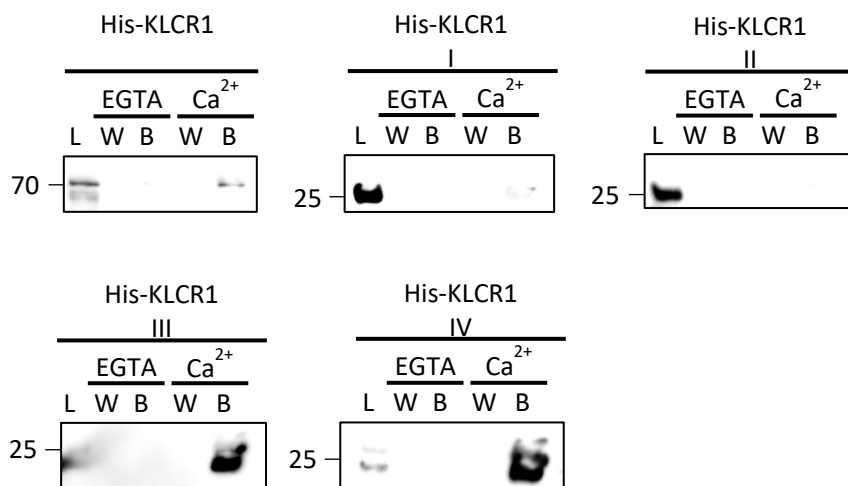 His-KLCR1
EGTA Ca2+
L W B W B
70
His-KLCR1
I
EGTA Ca2+
L W B W B
25
His-KLCR1
II
EGTA Ca2+
L W B W B
25
His-KLCR1
III
EGTA Ca2+
L W B W B
25
His-KLCR1
IV
EGTA Ca2+
L W B W B
25